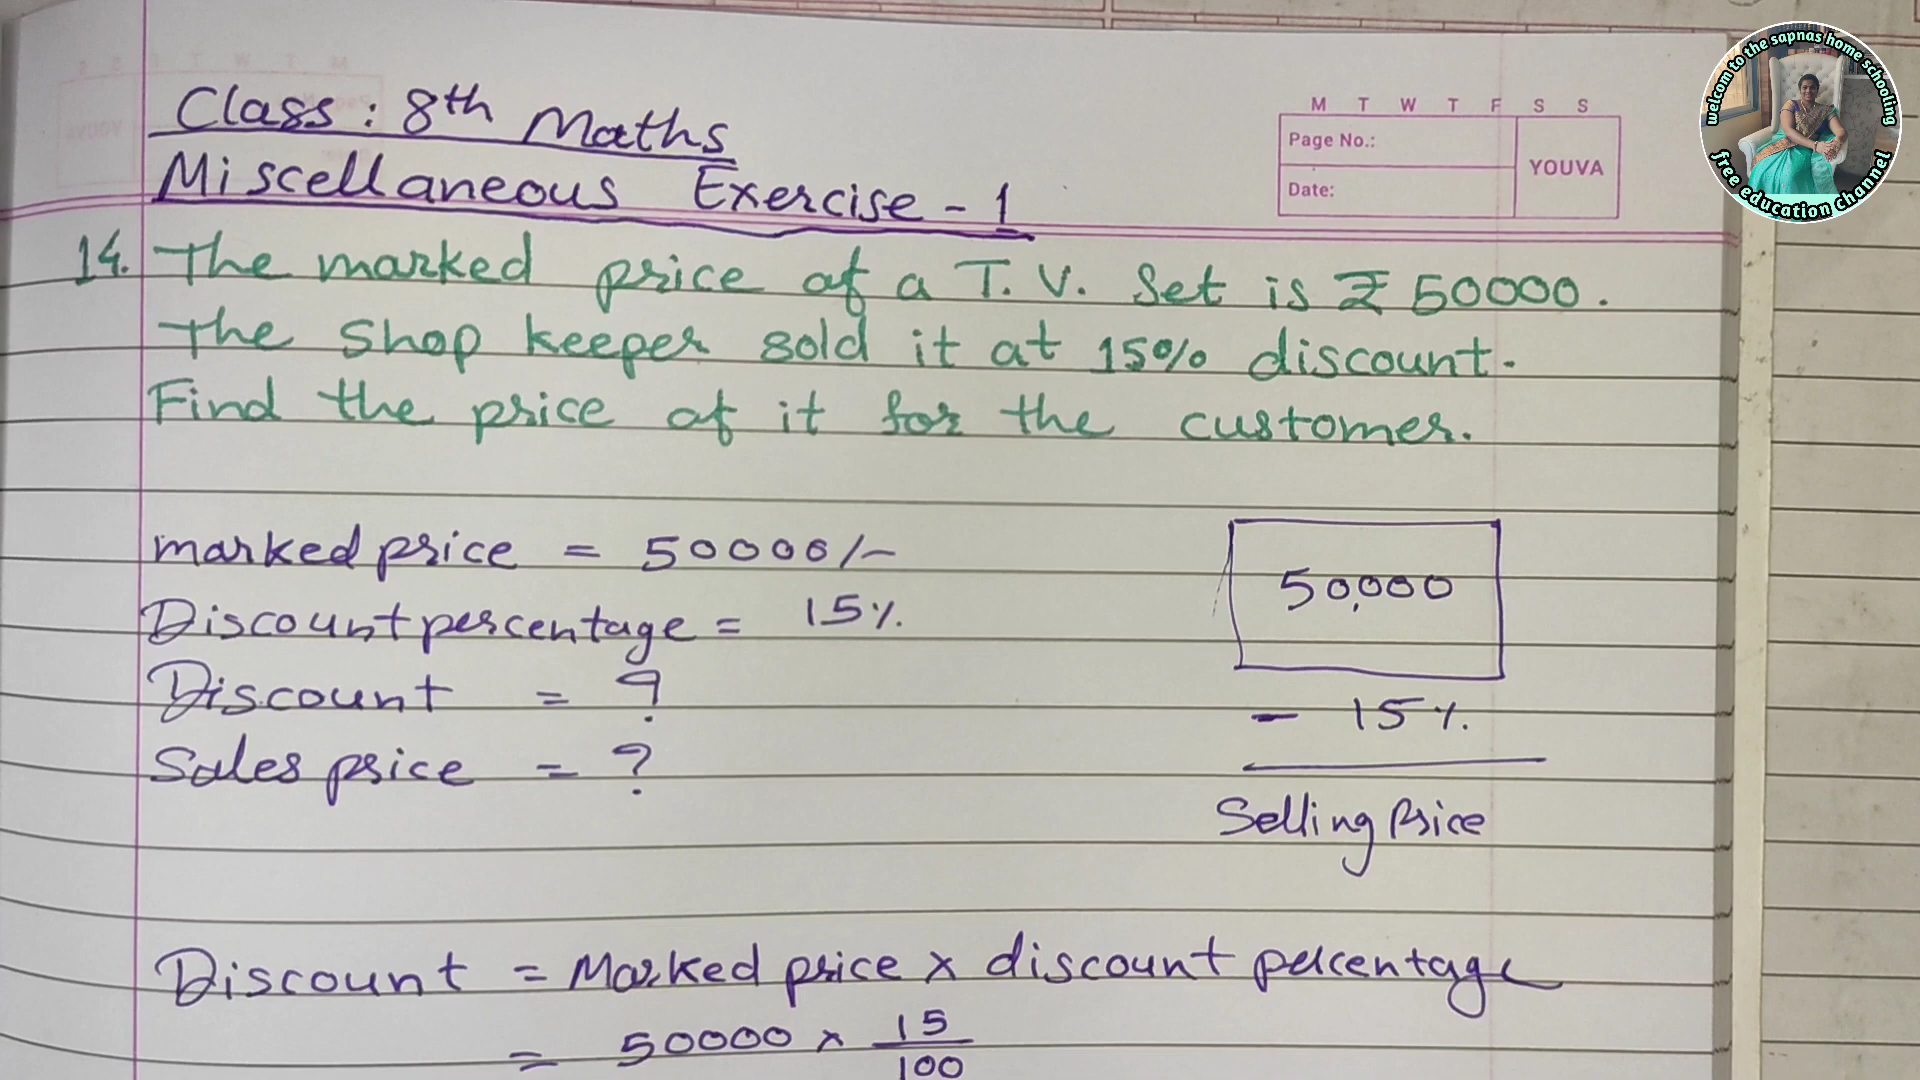 Class: 8th Maths
Miscellaneous Exercise - 1
M T W T F S S
Page No.:
Date:
YOUVA
welcom to the sapnas home schooling
free education channel
14. The marked price of a T.V. Set is ₹ 50000.
The Shop keeper sold it at 15% discount.
Find the price of it for the customer.
marked price = 50000/-
Discount percentage = 15%.
Discount = ?
Sales price = ?
50,000
- 15%.
Selling Price
Discount = Marked price x discount percentage
= 50000 x 15
100